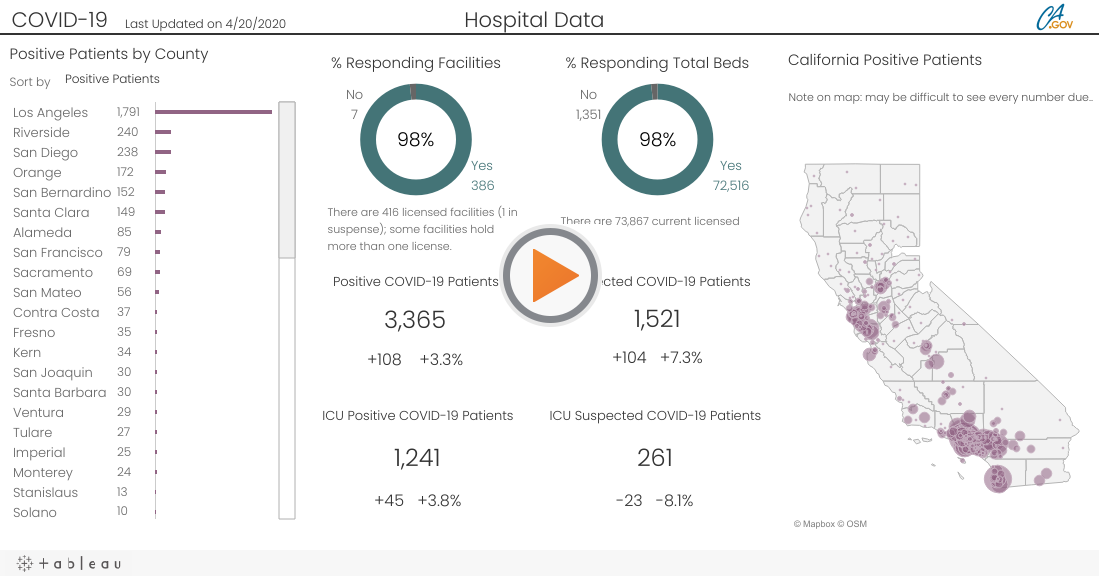 COVID-19 Last Updated on 4/20/2020
Hospital Data
CA
.GOV
Positive Patients by County
Sort by Positive Patients
Los Angeles 1,791
Riverside 240
San Diego 238
Orange 172
San Bernardino 152
Santa Clara 149
Alameda 85
San Francisco 79
Sacramento 69
San Mateo 56
Contra Costa 37
Fresno 35
Kern 34
San Joaquin 30
Santa Barbara 30
Ventura 29
Tulare 27
Imperial 25
Monterey 24
Stanislaus 13
Solano 10
% Responding Facilities
No
7
98%
Yes
386
There are 416 licensed facilities (1 in
suspense); some facilities hold
more than one license.
% Responding Total Beds
No
1,351
98%
Yes
72,516
There are 73,867 current licensed
Positive COVID-19 Patients
3,365
+108 +3.3%
cted COVID-19 Patients
1,521
+104 +7.3%
ICU Positive COVID-19 Patients
1,241
+45 +3.8%
ICU Suspected COVID-19 Patients
261
-23 -8.1%
California Positive Patients
Note on map: may be difficult to see every number due..
© Mapbox © OSM
+ableau